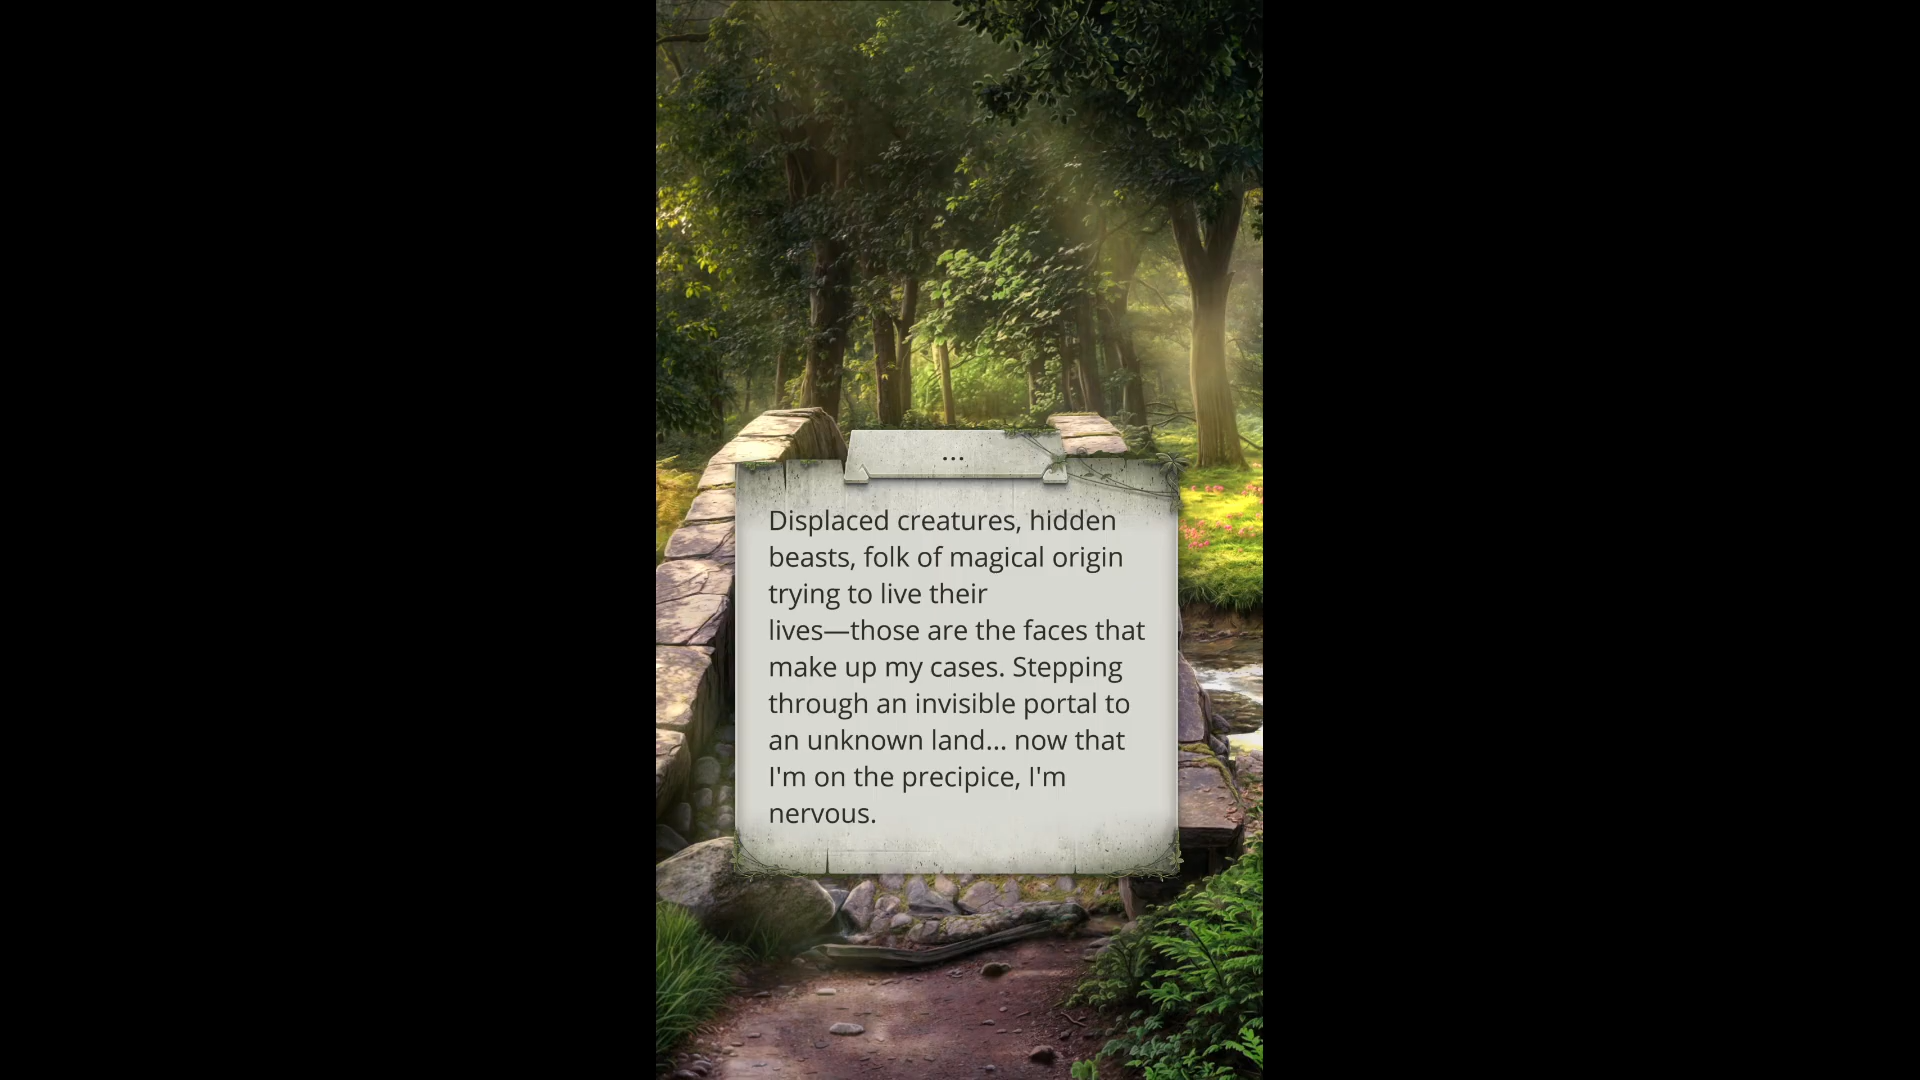 ...
Displaced creatures, hidden
beasts, folk of magical origin
trying to live their
lives—those are the faces that
make up my cases. Stepping
through an invisible portal to
an unknown land... now that
I'm on the precipice, I'm
nervous.